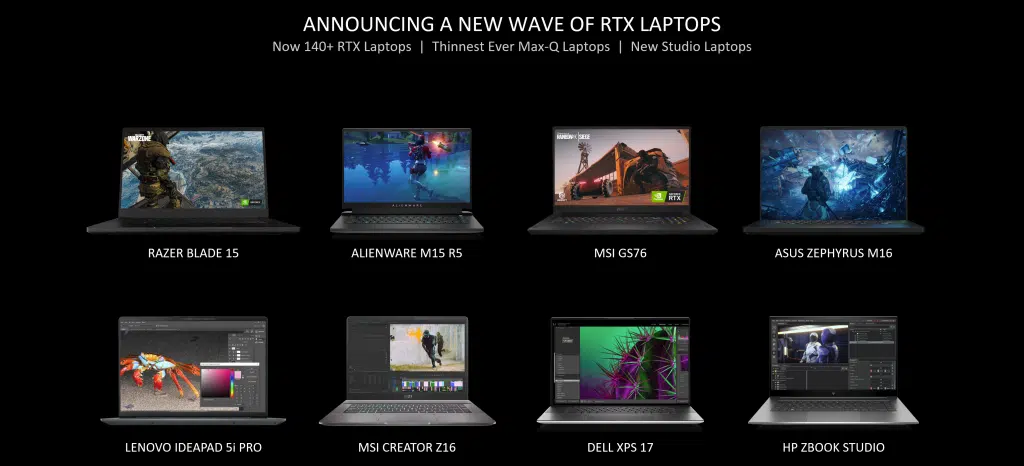 ANNOUNCING A NEW WAVE OF RTX LAPTOPS
Now 140+ RTX Laptops | Thinnest Ever Max-Q Laptops | New Studio Laptops
WARZONE
ALIENWARE
SIEGE
RTX
RAZER BLADE 15
ALIENWARE M15 R5
MSI GS76
ASUS ZEPHYRUS M16
LENOVO IDEAPAD 5i PRO
MSI CREATOR Z16
DELL XPS 17
HP ZBOOK STUDIO